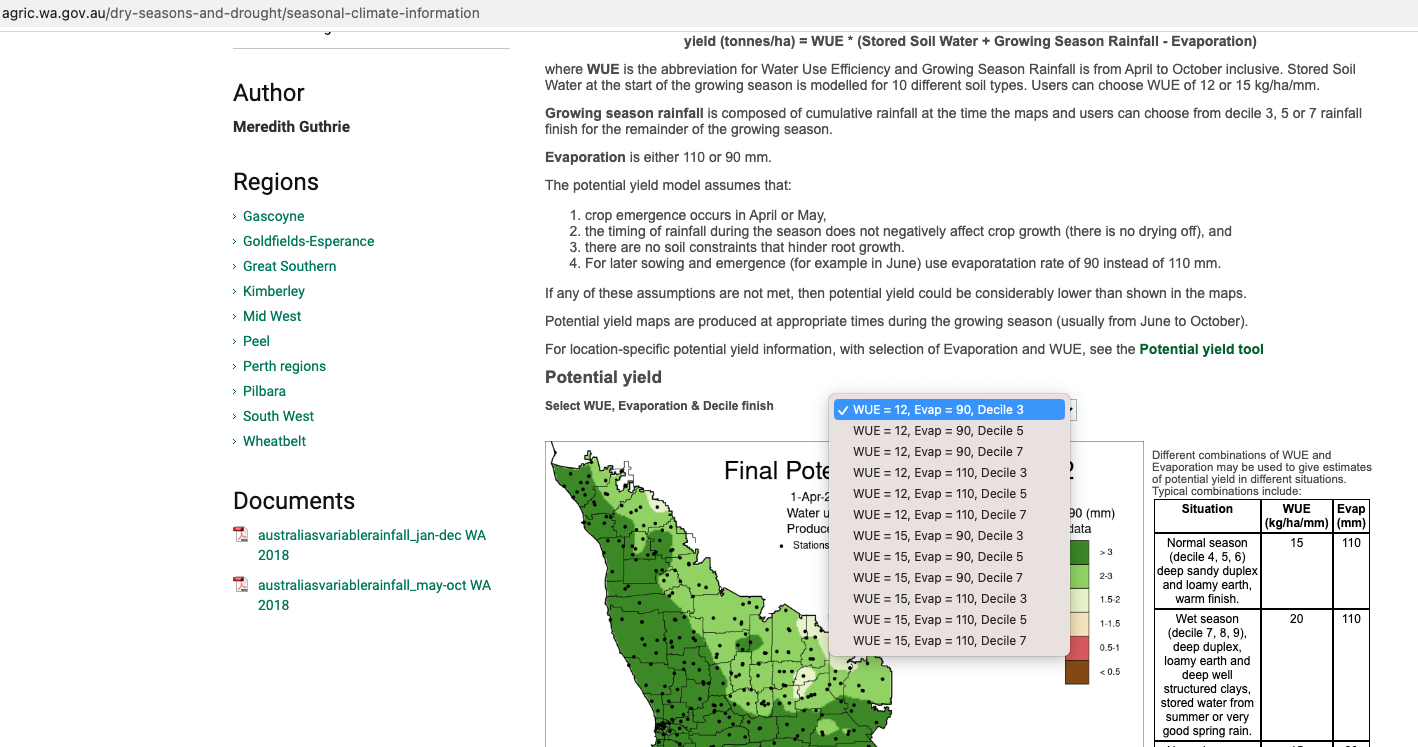 agric.wa.gov.au/dry-seasons-and-drought/seasonal-climate-information
Author
Meredith Guthrie
Regions
Gascoyne
Goldfields-Esperance
Great Southern
Kimberley
Mid West
Peel
Perth regions
Pilbara
South West
Wheatbelt
Documents
australiasvariablerainfall_jan-dec WA
2018
australiasvariablerainfall_may-oct WA
2018
yield (tonnes/ha) = WUE * (Stored Soil Water + Growing Season Rainfall - Evaporation)
where WUE is the abbreviation for Water Use Efficiency and Growing Season Rainfall is from April to October inclusive. Stored Soil
Water at the start of the growing season is modelled for 10 different soil types. Users can choose WUE of 12 or 15 kg/ha/mm.
Growing season rainfall is composed of cumulative rainfall at the time the maps and users can choose from decile 3, 5 or 7 rainfall
finish for the remainder of the growing season.
Evaporation is either 110 or 90 mm.
The potential yield model assumes that:
1. crop emergence occurs in April or May,
2. the timing of rainfall during the season does not negatively affect crop growth (there is no drying off), and
3. there are no soil constraints that hinder root growth.
4. For later sowing and emergence (for example in June) use evaporatation rate of 90 instead of 110 mm.
If any of these assumptions are not met, then potential yield could be considerably lower than shown in the maps.
Potential yield maps are produced at appropriate times during the growing season (usually from June to October).
For location-specific potential yield information, with selection of Evaporation and WUE, see the Potential yield tool
Potential yield
Select WUE, Evaporation & Decile finish
✓ WUE = 12, Evap = 90, Decile 3
WUE = 12, Evap = 90, Decile 5
WUE = 12, Evap = 90, Decile 7
WUE = 12, Evap = 110, Decile 3
WUE = 12, Evap = 110, Decile 5
WUE = 12, Evap = 110, Decile 7
WUE = 15, Evap = 90, Decile 3
WUE = 15, Evap = 90, Decile 5
WUE = 15, Evap = 90, Decile 7
WUE = 15, Evap = 110, Decile 3
WUE = 15, Evap = 110, Decile 5
WUE = 15, Evap = 110, Decile 7
Final Pote
1-Apr-2
Water u
90 (mm)
Produce
data
• Stations
> 3
2-3
1.5-2
1-1.5
0.5-1
< 0.5
Different combinations of WUE and
Evaporation may be used to give estimates
of potential yield in different situations.
Typical combinations include:
Situation WUE (kg/ha/mm) Evap (mm)
Normal season 15 110
(decile 4, 5, 6)
deep sandy duplex
and loamy earth,
warm finish.
Wet season 20 110
(decile 7, 8, 9),
deep duplex,
loamy earth and
deep well
structured clays,
stored water from
summer or very
good spring rain.